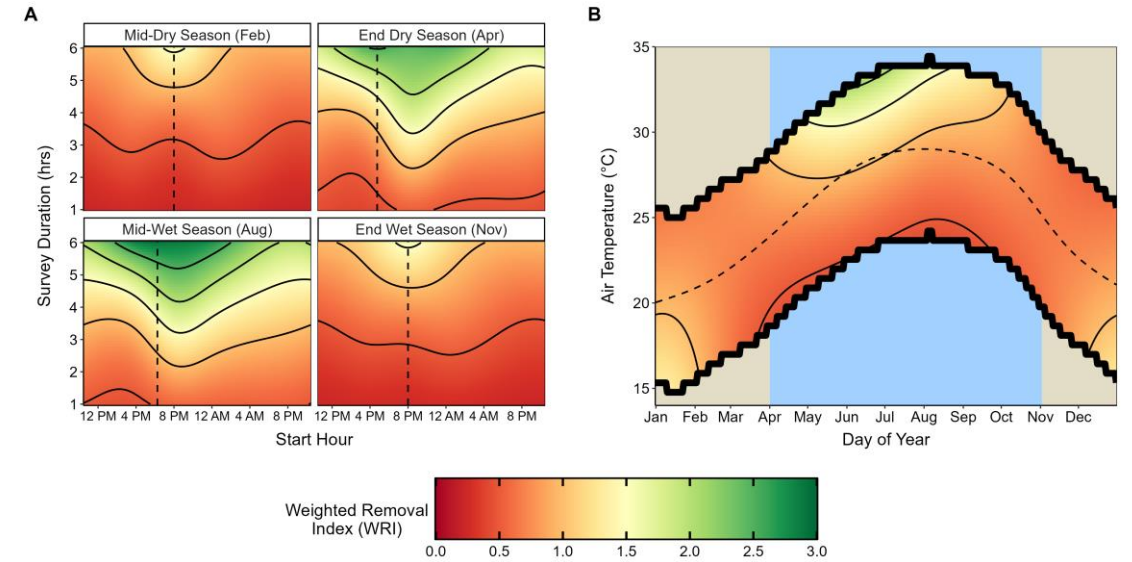 A
Mid-Dry Season (Feb)
End Dry Season (Apr)
6
5
4
3
2
1
Mid-Wet Season (Aug)
End Wet Season (Nov)
6
5
4
3
2
1
12 PM 4 PM 8 PM 12 AM 4 AM 8 PM
12 PM 4 PM 8 PM 12 AM 4 AM 8 PM
Survey Duration (hrs)
Start Hour
B
35
30
25
20
15
Air Temperature (°C)
Jan Feb Mar Apr May Jun Jul Aug Sep Oct Nov Dec
Day of Year
Weighted Removal
Index (WRI)
0.0 0.5 1.0 1.5 2.0 2.5 3.0